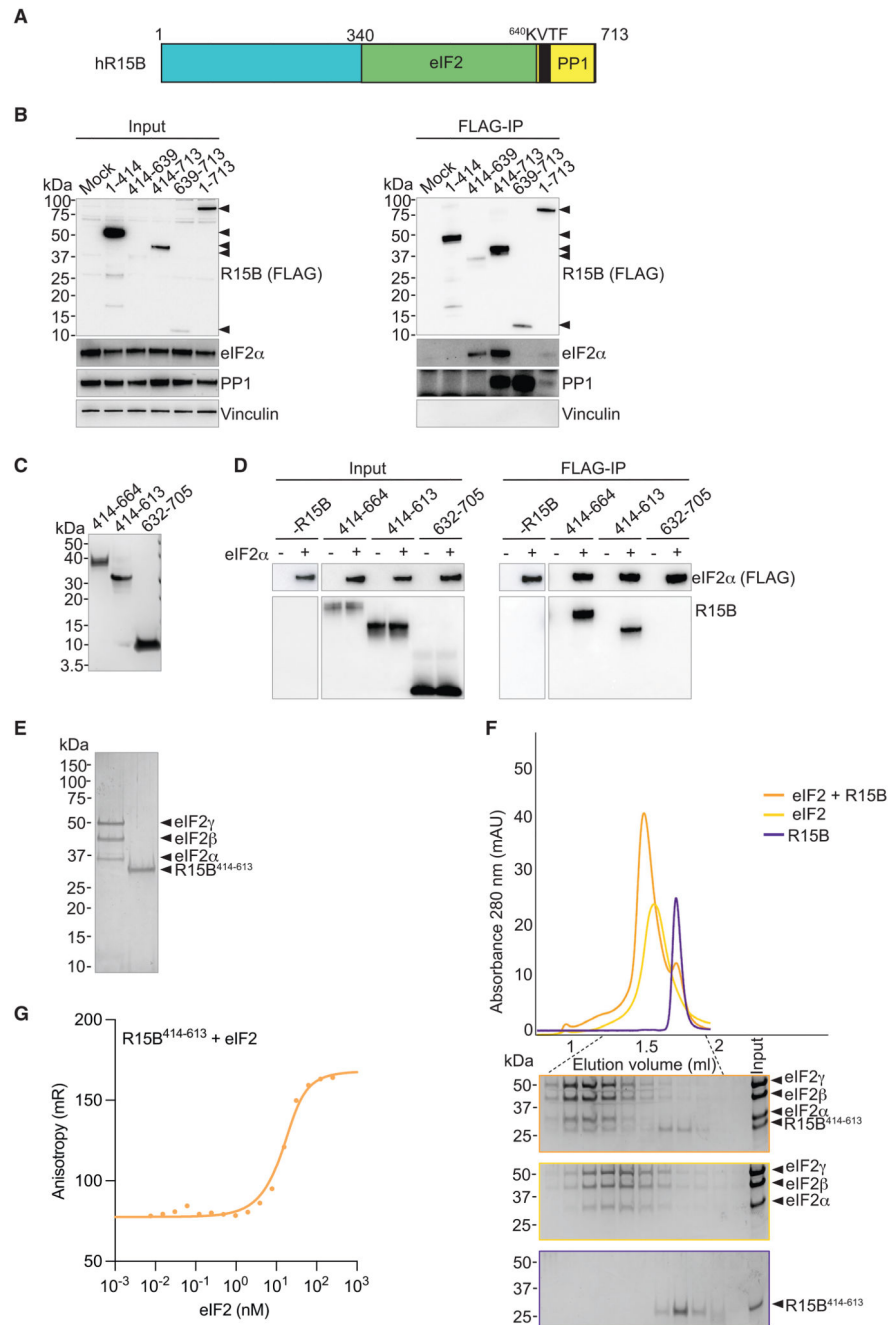 A
1 340 ⁶⁴⁰KVTF 713
hR15B eIF2 PP1
B
Input FLAG-IP
kDa Mock 1-414 414-639 414-713 639-713 1-713
100
75
50
37
25
20
15
10
R15B (FLAG)
eIF2α
PP1
Vinculin
kDa Mock 1-414 414-639 414-713 639-713 1-713
100
75
50
37
25
20
15
10
R15B (FLAG)
eIF2α
PP1
Vinculin
C
kDa 414-664 414-613 632-705
50
40
30
20
15
10
3.5
D
Input FLAG-IP
-R15B 414-664 414-613 632-705 -R15B 414-664 414-613 632-705
eIF2α - + - + - + - + - + - + - + - +
eIF2α (FLAG)
R15B
E
kDa
150
100
75
50
37
25
20
15
10
eIF2γ
eIF2β
eIF2α
R15B⁴¹⁴⁻⁶¹³
F
Absorbance 280 nm (mAU)
50
40
30
20
10
0
eIF2 + R15B
eIF2
R15B
1 1.5 2
Elution volume (ml)
Input
kDa
50
37
25
eIF2γ
eIF2β
eIF2α
R15B⁴¹⁴⁻⁶¹³
50
37
25
eIF2γ
eIF2β
eIF2α
37
25
R15B⁴¹⁴⁻⁶¹³
G
R15B⁴¹⁴⁻⁶¹³ + eIF2
Anisotropy (mR)
200
150
100
50
10⁻³ 10⁻² 10⁻¹ 10⁰ 10¹ 10² 10³
eIF2 (nM)